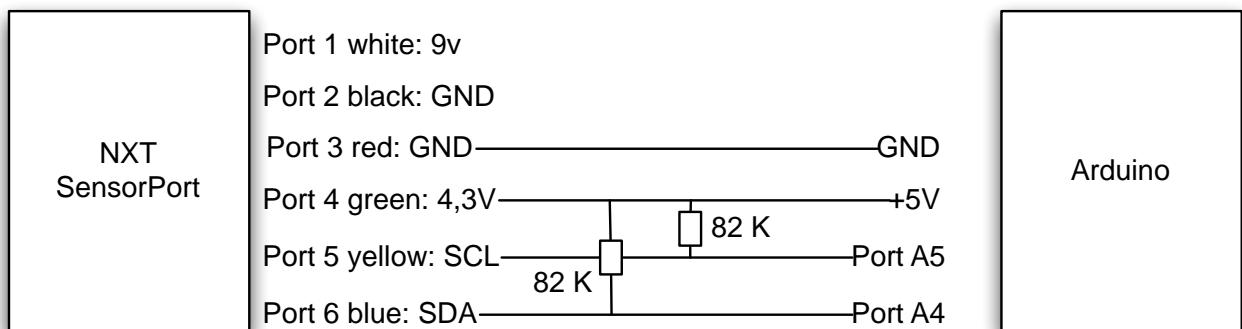 Port 1 white: 9v
Port 2 black: GND
NXT
SensorPort
Port 3 red: GND
GND
Arduino
Port 4 green: 4,3V
+5V
82 K
Port 5 yellow: SCL
Port A5
82 K
Port 6 blue: SDA
Port A4